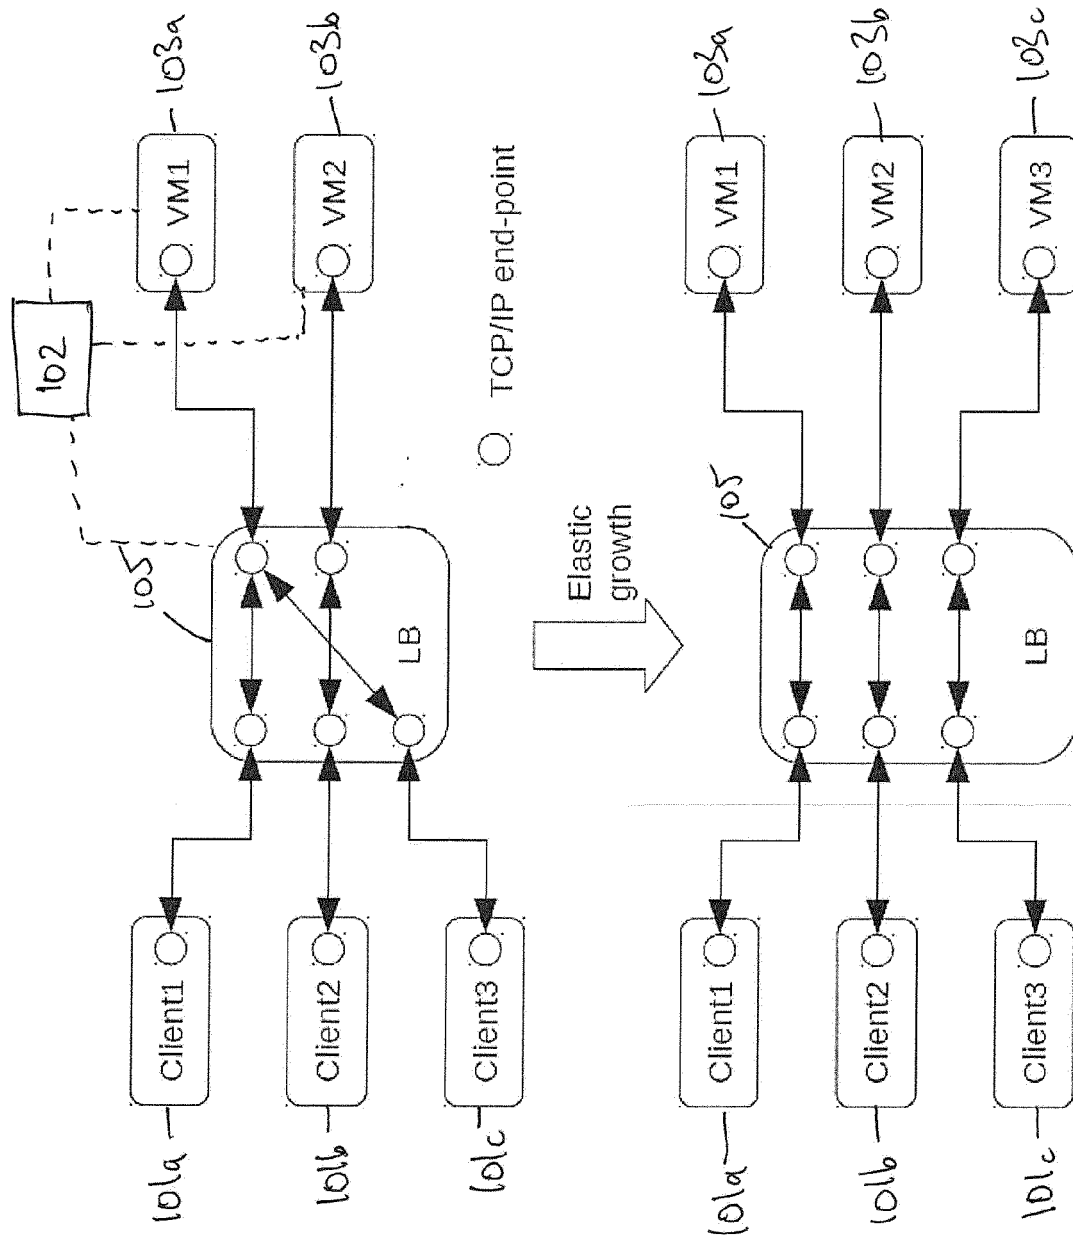 102
101a
Client1
105
VM1
103a
101b
Client2
VM2
103b
LB
101c
Client3
TCP/IP end-point
Elastic
growth
101a
Client1
105
VM1
103a
101b
Client2
VM2
103b
101c
Client3
LB
VM3
103c